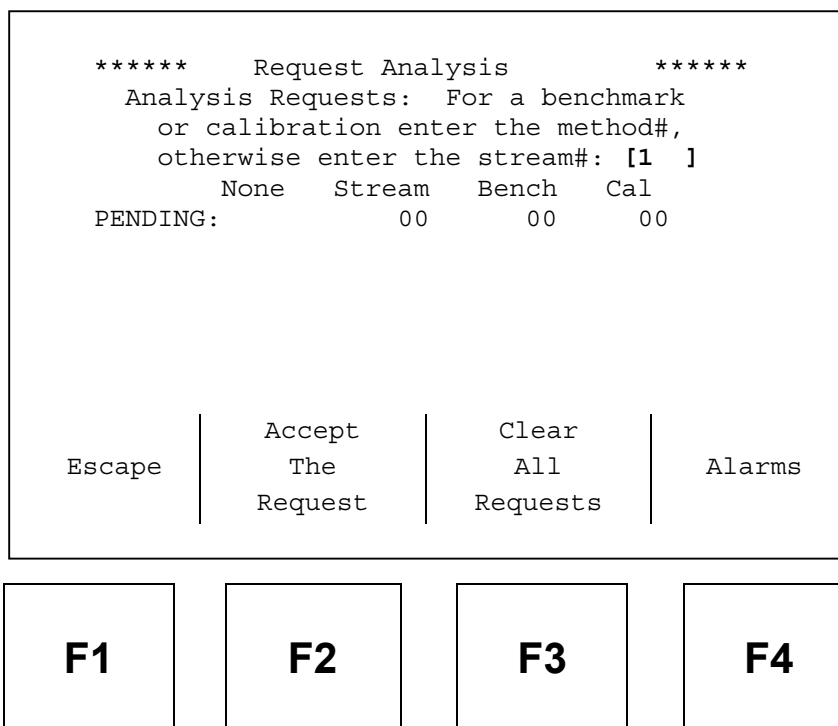 ****** Request Analysis ******
Analysis Requests: For a benchmark
or calibration enter the method#,
otherwise enter the stream#: [1 ]
None Stream Bench Cal
PENDING: 00 00 00
Accept Clear
Escape The All Alarms
Request Requests
F1 F2 F3 F4